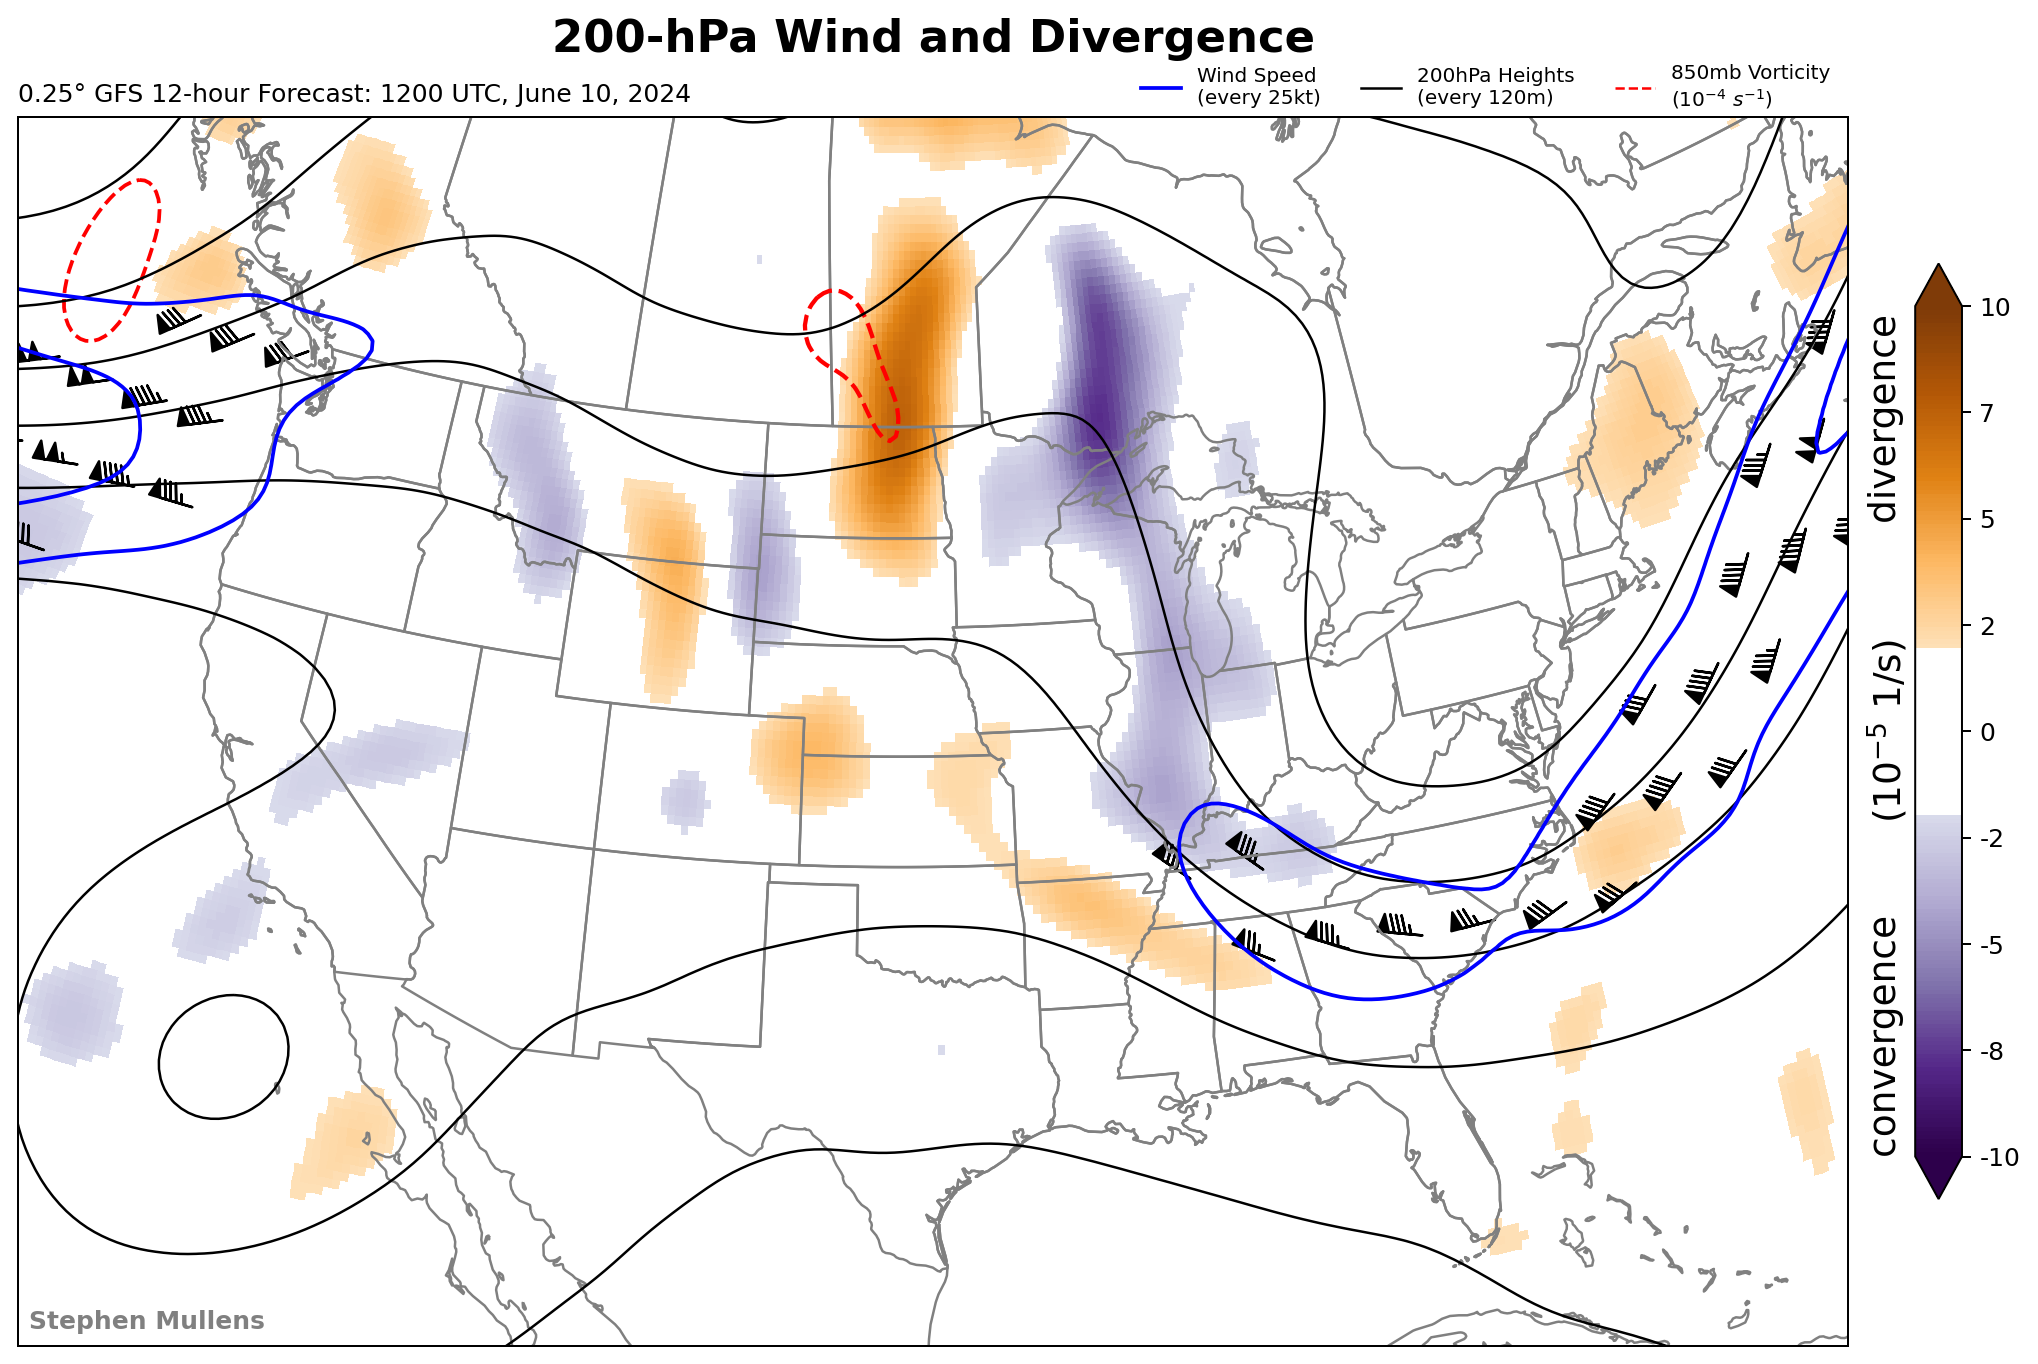 200-hPa Wind and Divergence
0.25° GFS 12-hour Forecast: 1200 UTC, June 10, 2024
Wind Speed
(every 25kt)
200hPa Heights
(every 120m)
850mb Vorticity
(10⁻⁴ s⁻¹)
10
7
5
2
0
-2
-5
-8
-10
divergence
(10⁻⁵ 1/s)
convergence
Stephen Mullens